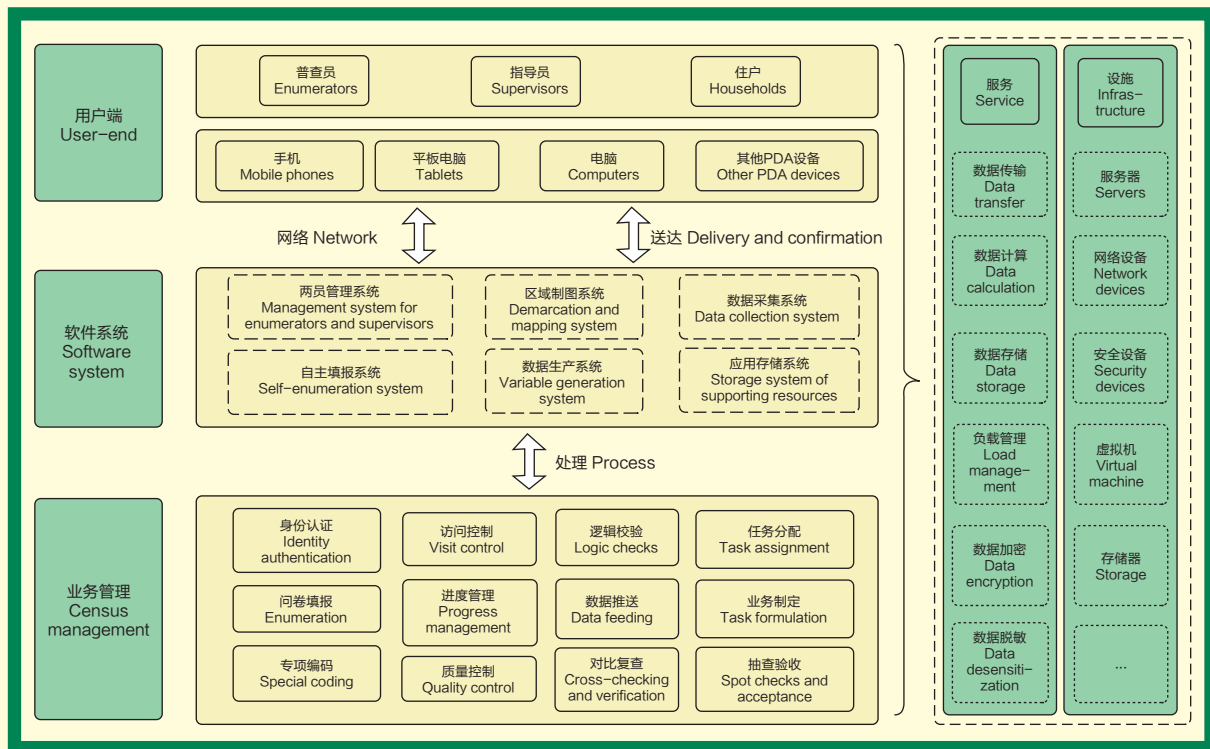 用户端
User-end
普查员
Enumerators
指导员
Supervisors
住户
Households
手机
Mobile phones
平板电脑
Tablets
电脑
Computers
其他PDA设备
Other PDA devices
网络 Network
送达 Delivery and confirmation
软件系统
Software
system
两员管理系统
Management system for
enumerators and supervisors
区域制图系统
Demarcation and
mapping system
数据采集系统
Data collection system
自主填报系统
Self-enumeration system
数据生产系统
Variable generation
system
应用存储系统
Storage system of
supporting resources
处理 Process
业务管理
Census
management
身份认证
Identity
authentication
访问控制
Visit control
逻辑校验
Logic checks
任务分配
Task assignment
问卷填报
Enumeration
进度管理
Progress
management
数据推送
Data feeding
业务制定
Task formulation
专项编码
Special coding
质量控制
Quality control
对比复查
Cross-checking
and verification
抽查验收
Spot checks and
acceptance
服务
Service
数据传输
Data
transfer
数据计算
Data
calculation
数据存储
Data
storage
负载管理
Load
manage-
ment
数据加密
Data
encryption
数据脱敏
Data
desensiti-
zation
设施
Infras-
tructure
服务器
Servers
网络设备
Network
devices
安全设备
Security
devices
虚拟机
Virtual
machine
存储器
Storage
...